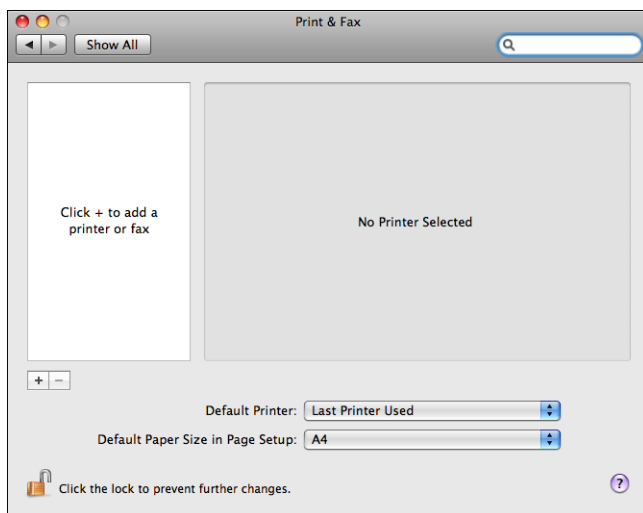 Print & Fax
Show All
Click + to add a
printer or fax
No Printer Selected
+ −
Default Printer: Last Printer Used
Default Paper Size in Page Setup: A4
Click the lock to prevent further changes.
?